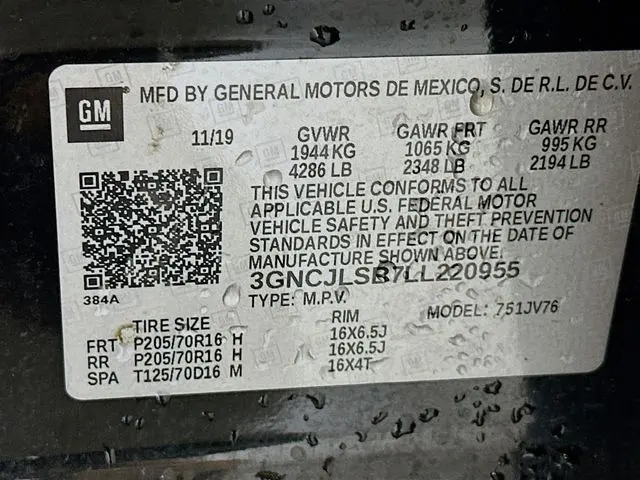 GM MFD BY GENERAL MOTORS DE MEXICO, S. DE R.L. DE C.V.
11/19 GVWR GAWR FRT GAWR RR
1944 KG 1065 KG 995 KG
4286 LB 2348 LB 2194 LB
THIS VEHICLE CONFORMS TO ALL
APPLICABLE U.S. FEDERAL MOTOR
VEHICLE SAFETY AND THEFT PREVENTION
STANDARDS IN EFFECT ON THE DATE OF
MANUFACTURE SHOWN ABOVE.
3GNCJLSB7LL220955
384A
TYPE: M.P.V. MODEL: 751JV76
TIRE SIZE RIM
FRT P205/70R16 H 16X6.5J
RR P205/70R16 H 16X6.5J
SPA T125/70D16 M 16X4T